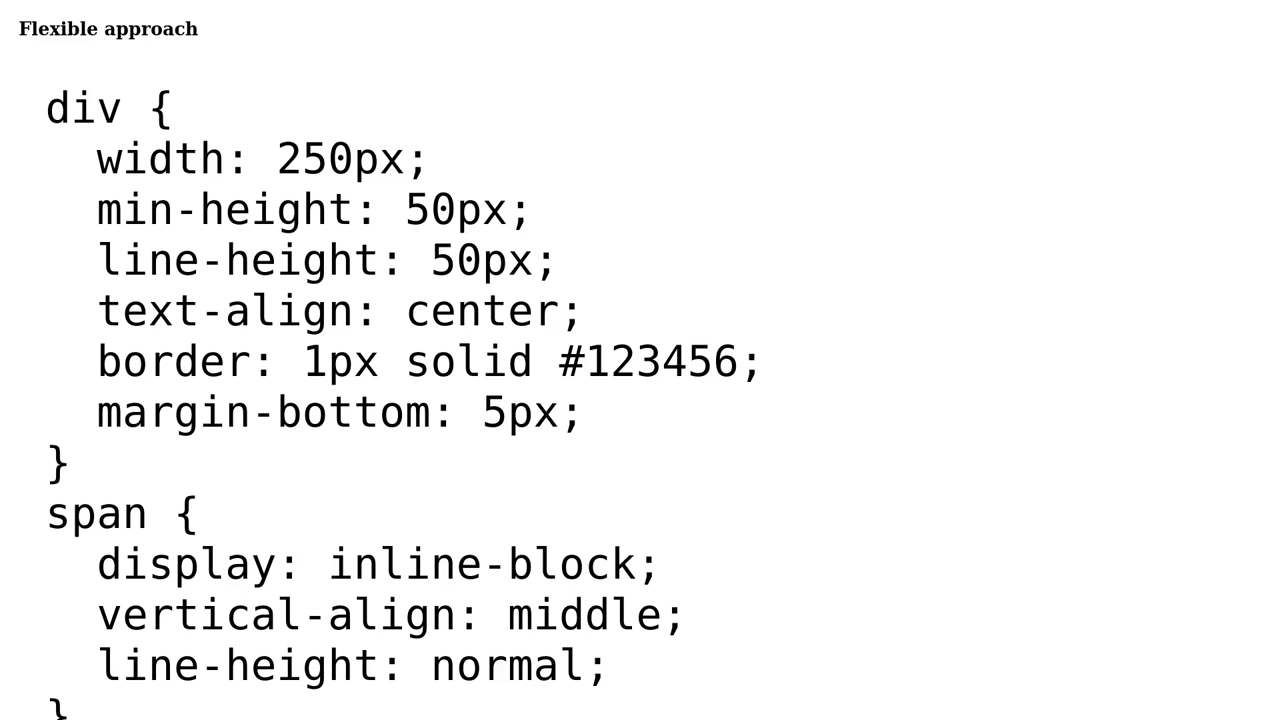 Flexible approach
div {
  width: 250px;
  min-height: 50px;
  line-height: 50px;
  text-align: center;
  border: 1px solid #123456;
  margin-bottom: 5px;
}
span {
  display: inline-block;
  vertical-align: middle;
  line-height: normal;
}